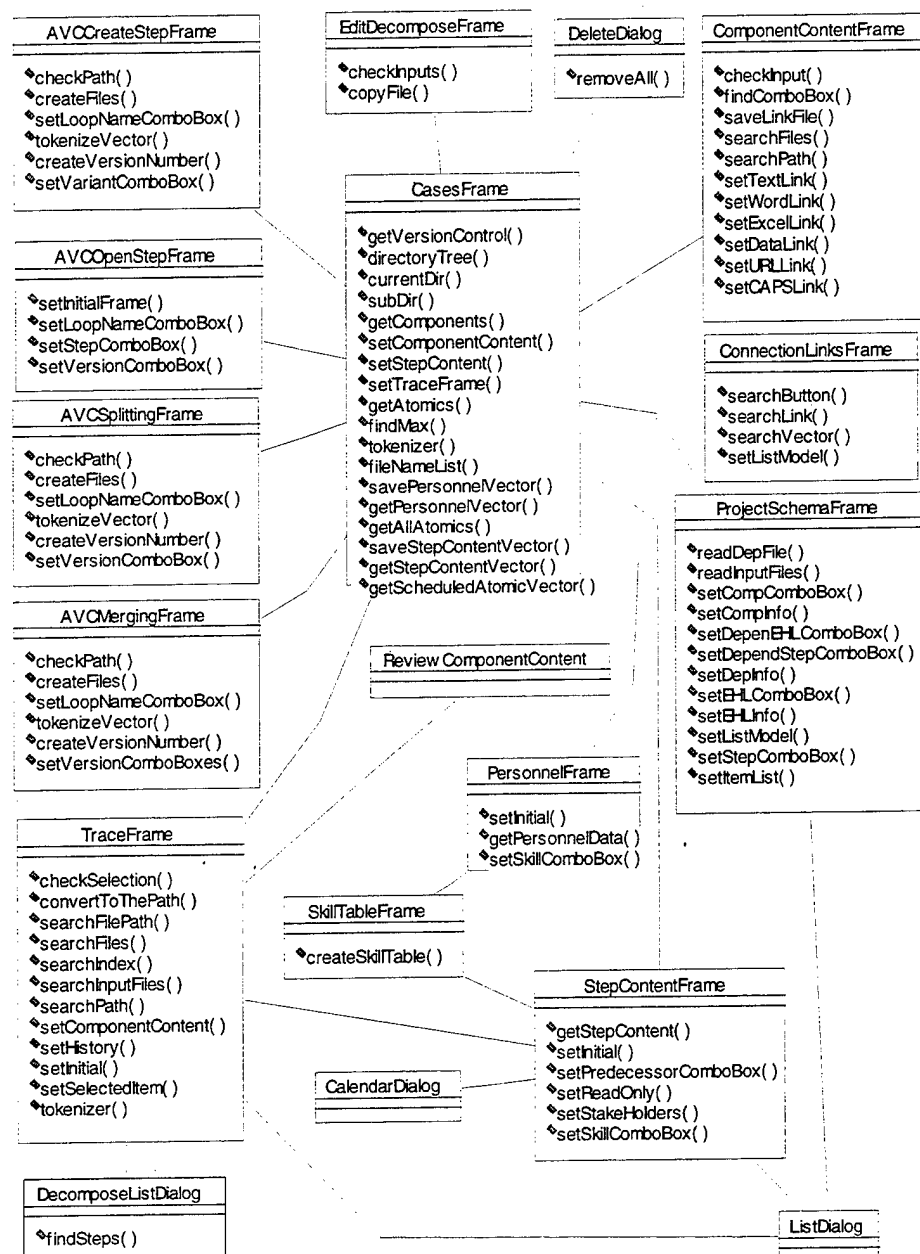 AVCCreateStepFrame
checkPath( )
createFiles( )
setLoopNameComboBox( )
tokenizeVector( )
createVersionNumber( )
setVariantComboBox( )
EditDecomposeFrame
checkInputs( )
copyFile( )
DeleteDialog
removeAll( )
ComponentContentFrame
checkInput( )
findComboBox( )
saveLinkFile( )
searchFiles( )
searchPath( )
setTextLink( )
setWordLink( )
setExcelLink( )
setDataLink( )
setURLLink( )
setCAPSLink( )
CasesFrame
getVersionControl( )
directoryTree( )
currentDir( )
subDir( )
getComponents( )
setComponentContent( )
setStepContent( )
setTraceFrame( )
getAtomics( )
findMax( )
tokenizer( )
fileNameList( )
savePersonnelVector( )
getPersonnelVector( )
getAllAtomics( )
saveStepContentVector( )
getStepContentVector( )
getScheduledAtomicVector( )
AVCOpenStepFrame
setInitialFrame( )
setLoopNameComboBox( )
setStepComboBox( )
setVersionComboBox( )
AVCSplittingFrame
checkPath( )
createFiles( )
setLoopNameComboBox( )
tokenizeVector( )
createVersionNumber( )
setVersionComboBox( )
ConnectionLinksFrame
searchButton( )
searchLink( )
searchVector( )
setListModel( )
ProjectSchemaFrame
readDepFile( )
readInputFiles( )
setCompComboBox( )
setCompInfo( )
setDepenEHLComboBox( )
setDependStepComboBox( )
setDepInfo( )
setEHLComboBox( )
setEHLInfo( )
setListModel( )
setStepComboBox( )
setItemList( )
AVCMergingFrame
checkPath( )
createFiles( )
setLoopNameComboBox( )
tokenizeVector( )
createVersionNumber( )
setVersionComboBoxes( )
Review ComponentContent
PersonnelFrame
setInitial( )
getPersonnelData( )
setSkillComboBox( )
TraceFrame
checkSelection( )
convertToThePath( )
searchFilePath( )
searchFiles( )
searchIndex( )
searchInputFiles( )
searchPath( )
setComponentContent( )
setHistory( )
setInitial( )
setSelectedItem( )
tokenizer( )
SkillTableFrame
createSkillTable( )
StepContentFrame
getStepContent( )
setInitial( )
setPredecessorComboBox( )
setReadOnly( )
setStakeHolders( )
setSkillComboBox( )
CalendarDialog
DecomposeListDialog
findSteps( )
ListDialog